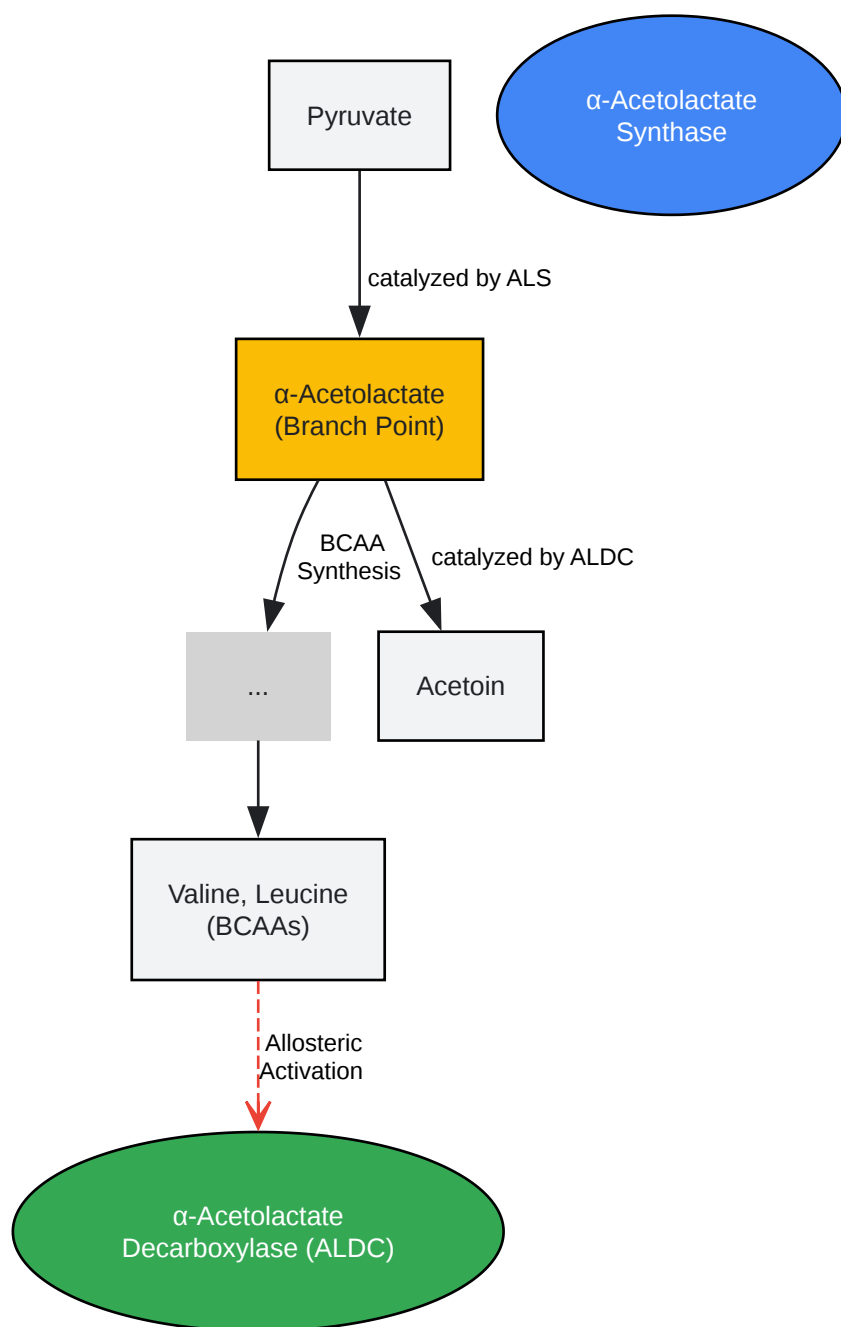 Pyruvate
α-Acetolactate
Synthase
catalyzed by ALS
α-Acetolactate
(Branch Point)
BCAA
Synthesis
catalyzed by ALDC
...
Acetoin
Valine, Leucine
(BCAAs)
Allosteric
Activation
α-Acetolactate
Decarboxylase (ALDC)